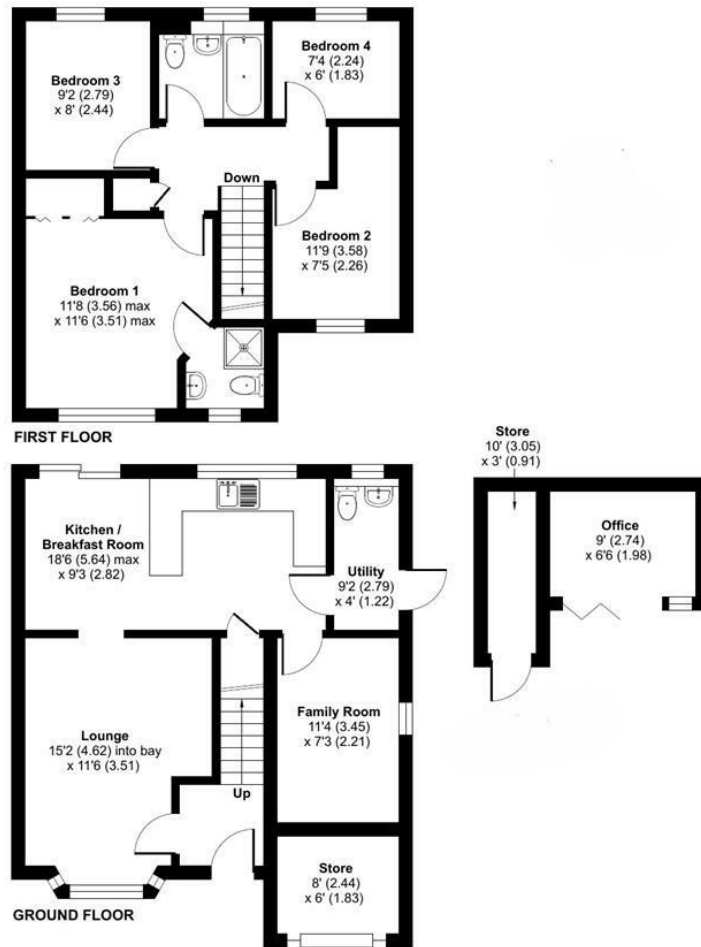 Bedroom 3
9'2 (2.79)
x 8' (2.44)
Bedroom 4
7'4 (2.24)
x 6' (1.83)
Down
Bedroom 2
11'9 (3.58)
x 7'5 (2.26)
Bedroom 1
11'8 (3.56) max
x 11'6 (3.51) max
FIRST FLOOR
Kitchen /
Breakfast Room
18'6 (5.64) max
x 9'3 (2.82)
Utility
9'2 (2.79)
x 4' (1.22)
Lounge
15'2 (4.62) into bay
x 11'6 (3.51)
Family Room
11'4 (3.45)
x 7'3 (2.21)
Up
Store
8' (2.44)
x 6' (1.83)
GROUND FLOOR
Store
10' (3.05)
x 3' (0.91)
Office
9' (2.74)
x 6'6 (1.98)